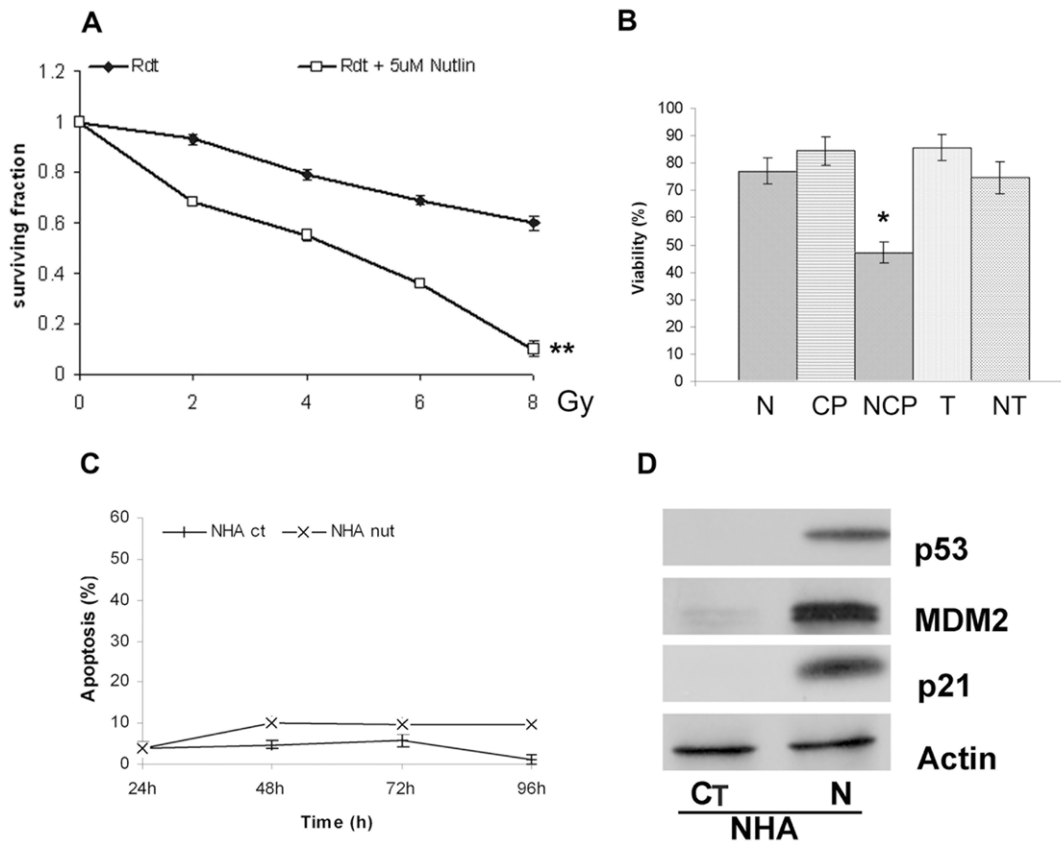 A
Rdt
Rdt + 5uM Nutlin
1.2
1
0.8
0.6
0.4
0.2
0
surviving fraction
**
0 2 4 6 8 Gy
B
100
90
80
70
60
50
40
30
20
10
0
Viability (%)
*
N CP NCP T NT
C
NHA ct
NHA nut
60
50
40
30
20
10
0
Apoptosis (%)
24h 48h 72h 96h
Time (h)
D
p53
MDM2
p21
Actin
CT N
NHA